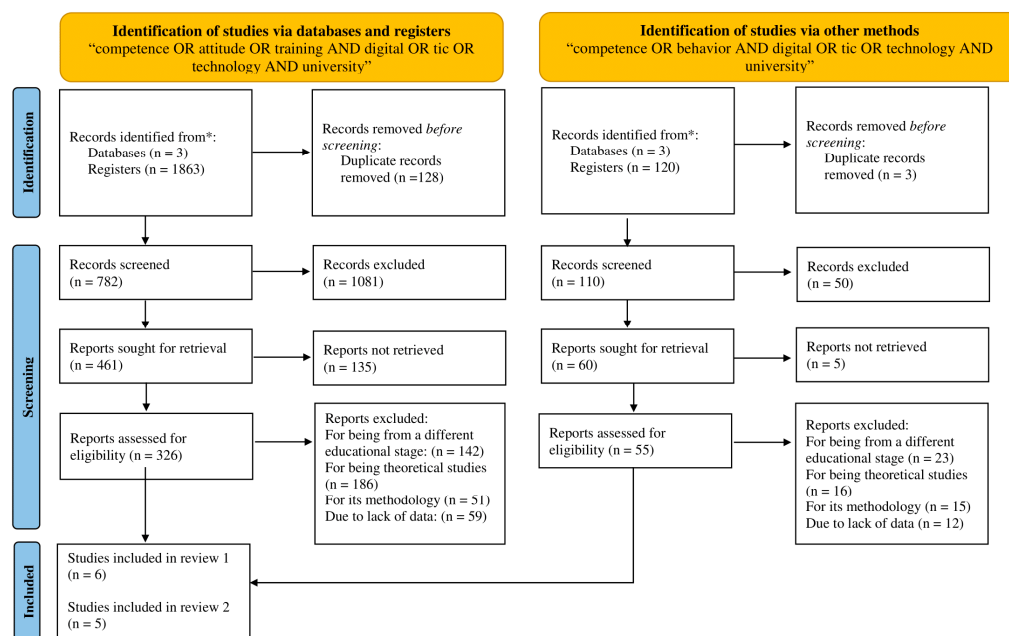 Identification of studies via databases and registers
“competence OR attitude OR training AND digital OR tic OR
technology AND university”
Identification of studies via other methods
“competence OR behavior AND digital OR tic OR technology AND
university”
Identification
Records identified from*:
Databases (n = 3)
Registers (n = 1863)
Records removed before
screening:
Duplicate records
removed (n =128)
Records identified from*:
Databases (n = 3)
Registers (n = 120)
Records removed before
screening:
Duplicate records
removed (n = 3)
Screening
Records screened
(n = 782)
Records excluded
(n = 1081)
Records screened
(n = 110)
Records excluded
(n = 50)
Reports sought for retrieval
(n = 461)
Reports not retrieved
(n = 135)
Reports sought for retrieval
(n = 60)
Reports not retrieved
(n = 5)
Reports assessed for
eligibility (n = 326)
Reports excluded:
For being from a different
educational stage: (n = 142)
For being theoretical studies
(n = 186)
For its methodology (n = 51)
Due to lack of data: (n = 59)
Reports assessed for
eligibility (n = 55)
Reports excluded:
For being from a different
educational stage (n = 23)
For being theoretical studies
(n = 16)
For its methodology (n = 15)
Due to lack of data (n = 12)
Included
Studies included in review 1
(n = 6)
Studies included in review 2
(n = 5)